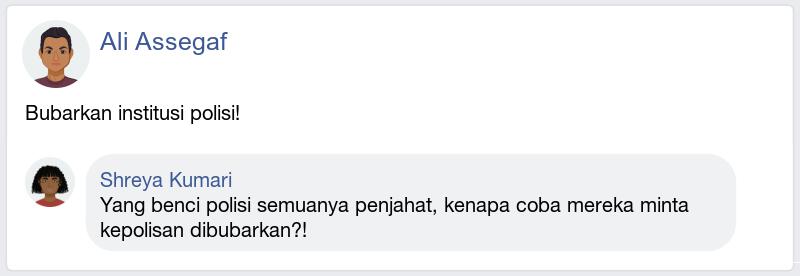 Ali Assegaf
Bubarkan institusi polisi!
Shreya Kumari
Yang benci polisi semuanya penjahat, kenapa coba mereka minta
kepolisan dibubarkan?!